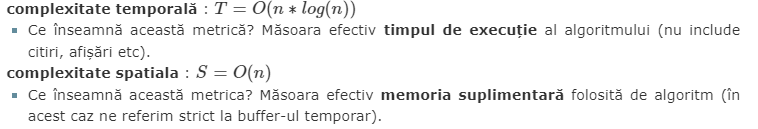 complexitate temporală : T = O(n * log(n))
Ce înseamnă această metrică? Măsoara efectiv timpul de execuție al algoritmului (nu include
citiri, afișări etc).
complexitate spatiala : S = O(n)
Ce înseamnă această metrica? Măsoara efectiv memoria suplimentară folosită de algoritm (în
acest caz ne referim strict la buffer-ul temporar).